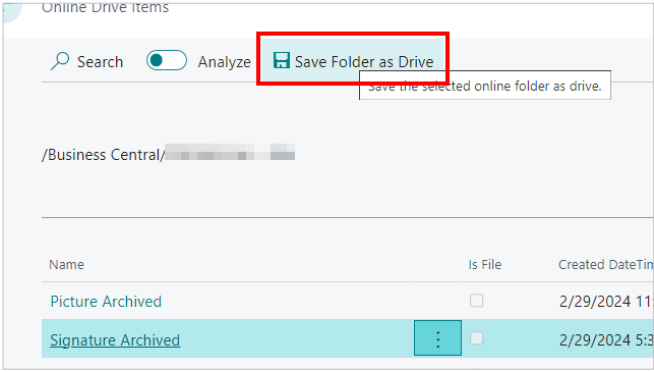 Online Drive Items
Search Analyze Save Folder as Drive
Save the selected online folder as drive.
/Business Central/
Name Is File Created DateTim
Picture Archived 2/29/2024 11:
Signature Archived 2/29/2024 5:3